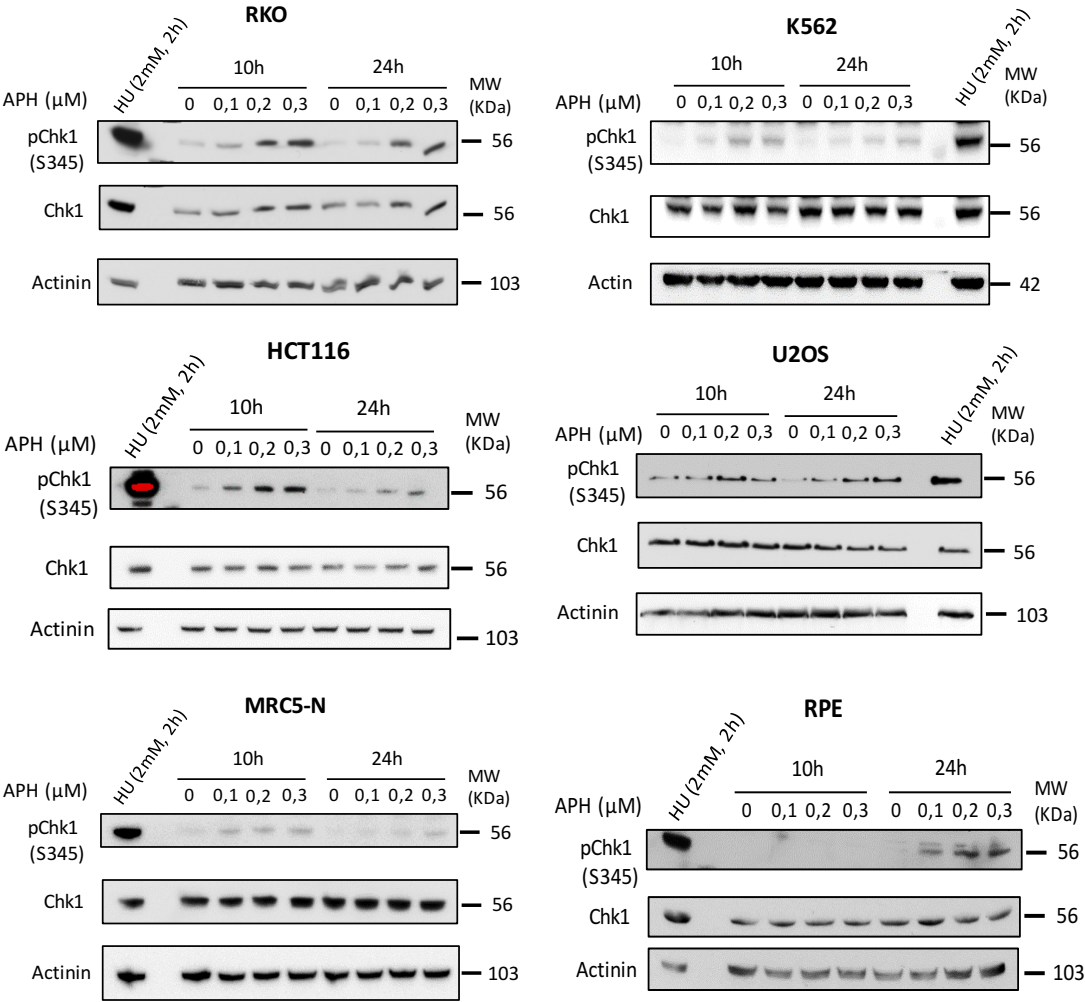 RKO
HU (2mM, 2h)
10h 24h
MW
(KDa)
APH (μM) 0 0,1 0,2 0,3 0 0,1 0,2 0,3
pChk1
(S345)
56
Chk1 56
Actinin 103
K562
HU (2mM, 2h)
10h 24h
MW
(KDa)
APH (μM) 0 0,1 0,2 0,3 0 0,1 0,2 0,3
pChk1
(S345)
56
Chk1 56
Actin 42
HCT116
HU (2mM, 2h)
10h 24h
MW
(KDa)
APH (μM) 0 0,1 0,2 0,3 0 0,1 0,2 0,3
pChk1
(S345)
56
Chk1 56
Actinin 103
U2OS
HU (2mM, 2h)
10h 24h
MW
(KDa)
APH (μM) 0 0,1 0,2 0,3 0 0,1 0,2 0,3
pChk1
(S345)
56
Chk1 56
Actinin 103
MRC5-N
HU (2mM, 2h)
10h 24h
MW
(KDa)
APH (μM) 0 0,1 0,2 0,3 0 0,1 0,2 0,3
pChk1
(S345)
56
Chk1 56
Actinin 103
RPE
HU (2mM, 2h)
10h 24h
MW
(KDa)
APH (μM) 0 0,1 0,2 0,3 0 0,1 0,2 0,3
pChk1
(S345)
56
Chk1 56
Actinin 103